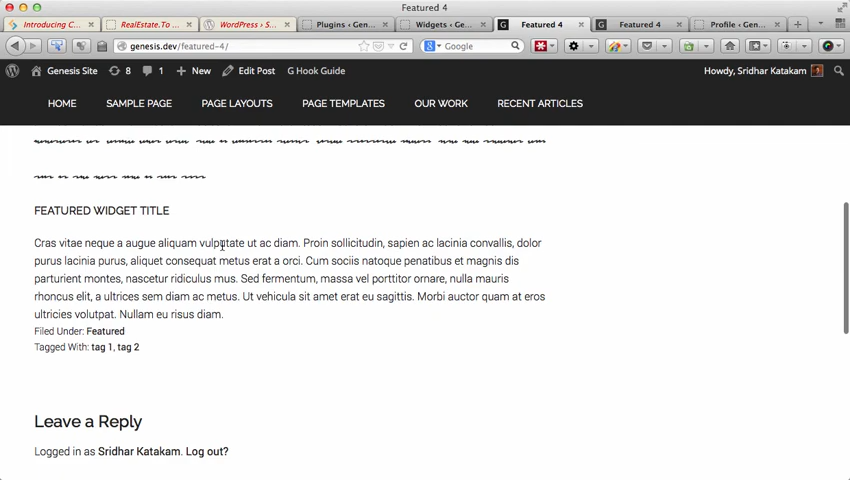 Featured 4
Introducing C...
RealEstate.To
WordPress › S...
Plugins ‹ Gene...
Widgets ‹ Ge...
Featured 4
Featured 4
Profile ‹ Gen...
genesis.dev/featured-4/
Google
Genesis Site
8
1
New
Edit Post
G Hook Guide
Howdy, Sridhar Katakam
HOME
SAMPLE PAGE
PAGE LAYOUTS
PAGE TEMPLATES
OUR WORK
RECENT ARTICLES
FEATURED WIDGET TITLE
Cras vitae neque a augue aliquam vulputate ut ac diam. Proin sollicitudin, sapien ac lacinia convallis, dolor
purus lacinia purus, aliquet consequat metus erat a orci. Cum sociis natoque penatibus et magnis dis
parturient montes, nascetur ridiculus mus. Sed fermentum, massa vel porttitor ornare, nulla mauris
rhoncus elit, a ultrices sem diam ac metus. Ut vehicula sit amet erat eu sagittis. Morbi auctor quam at eros
ultricies volutpat. Nullam eu risus diam.
Filed Under: Featured
Tagged With: tag 1, tag 2
Leave a Reply
Logged in as Sridhar Katakam. Log out?